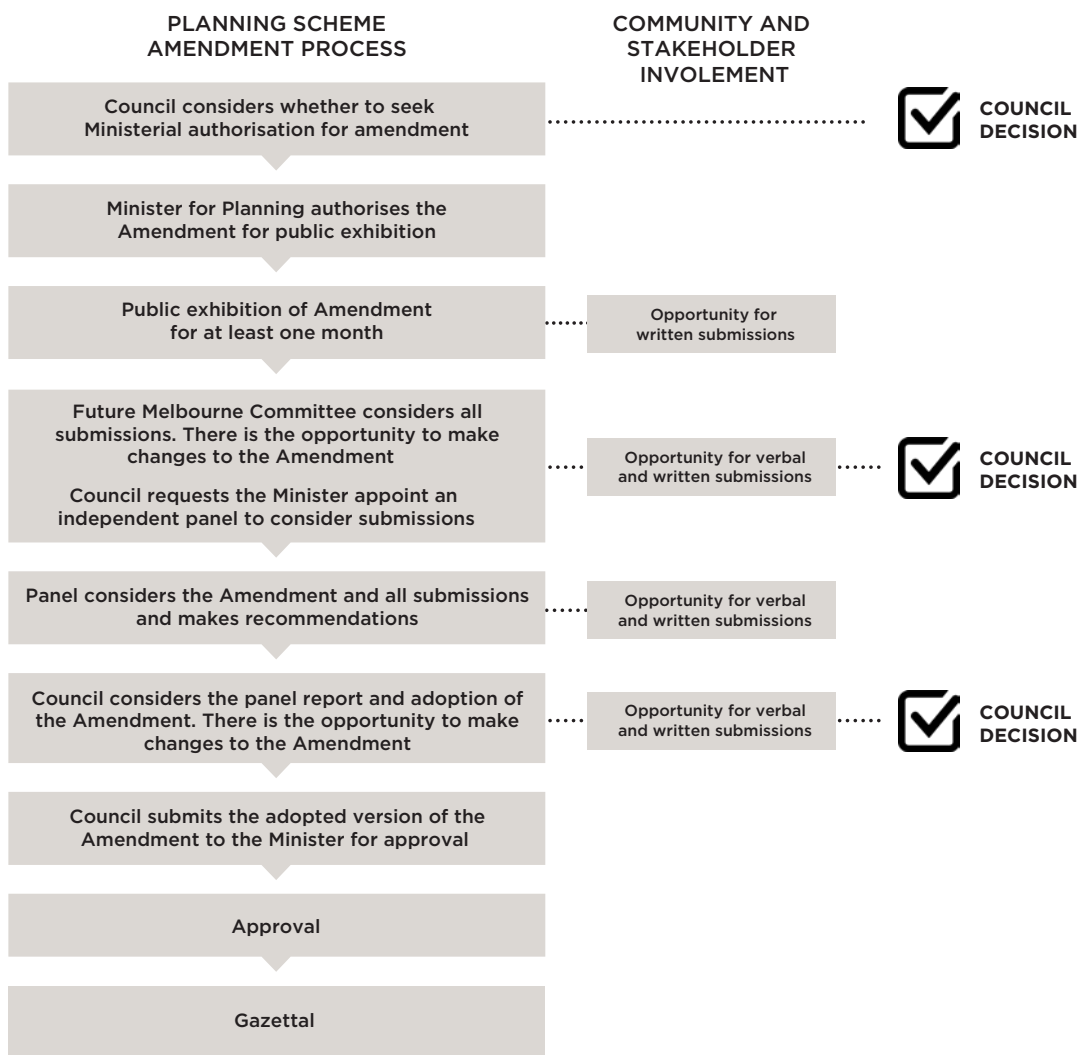 PLANNING SCHEME
AMENDMENT PROCESS
COMMUNITY AND
STAKEHOLDER
INVOLEMENT
Council considers whether to seek
Ministerial authorisation for amendment
COUNCIL
DECISION
Minister for Planning authorises the
Amendment for public exhibition
Public exhibition of Amendment
for at least one month
Opportunity for
written submissions
Future Melbourne Committee considers all
submissions. There is the opportunity to make
changes to the Amendment
Council requests the Minister appoint an
independent panel to consider submissions
Opportunity for verbal
and written submissions
COUNCIL
DECISION
Panel considers the Amendment and all submissions
and makes recommendations
Opportunity for verbal
and written submissions
Council considers the panel report and adoption of
the Amendment. There is the opportunity to make
changes to the Amendment
Opportunity for verbal
and written submissions
COUNCIL
DECISION
Council submits the adopted version of the
Amendment to the Minister for approval
Approval
Gazettal